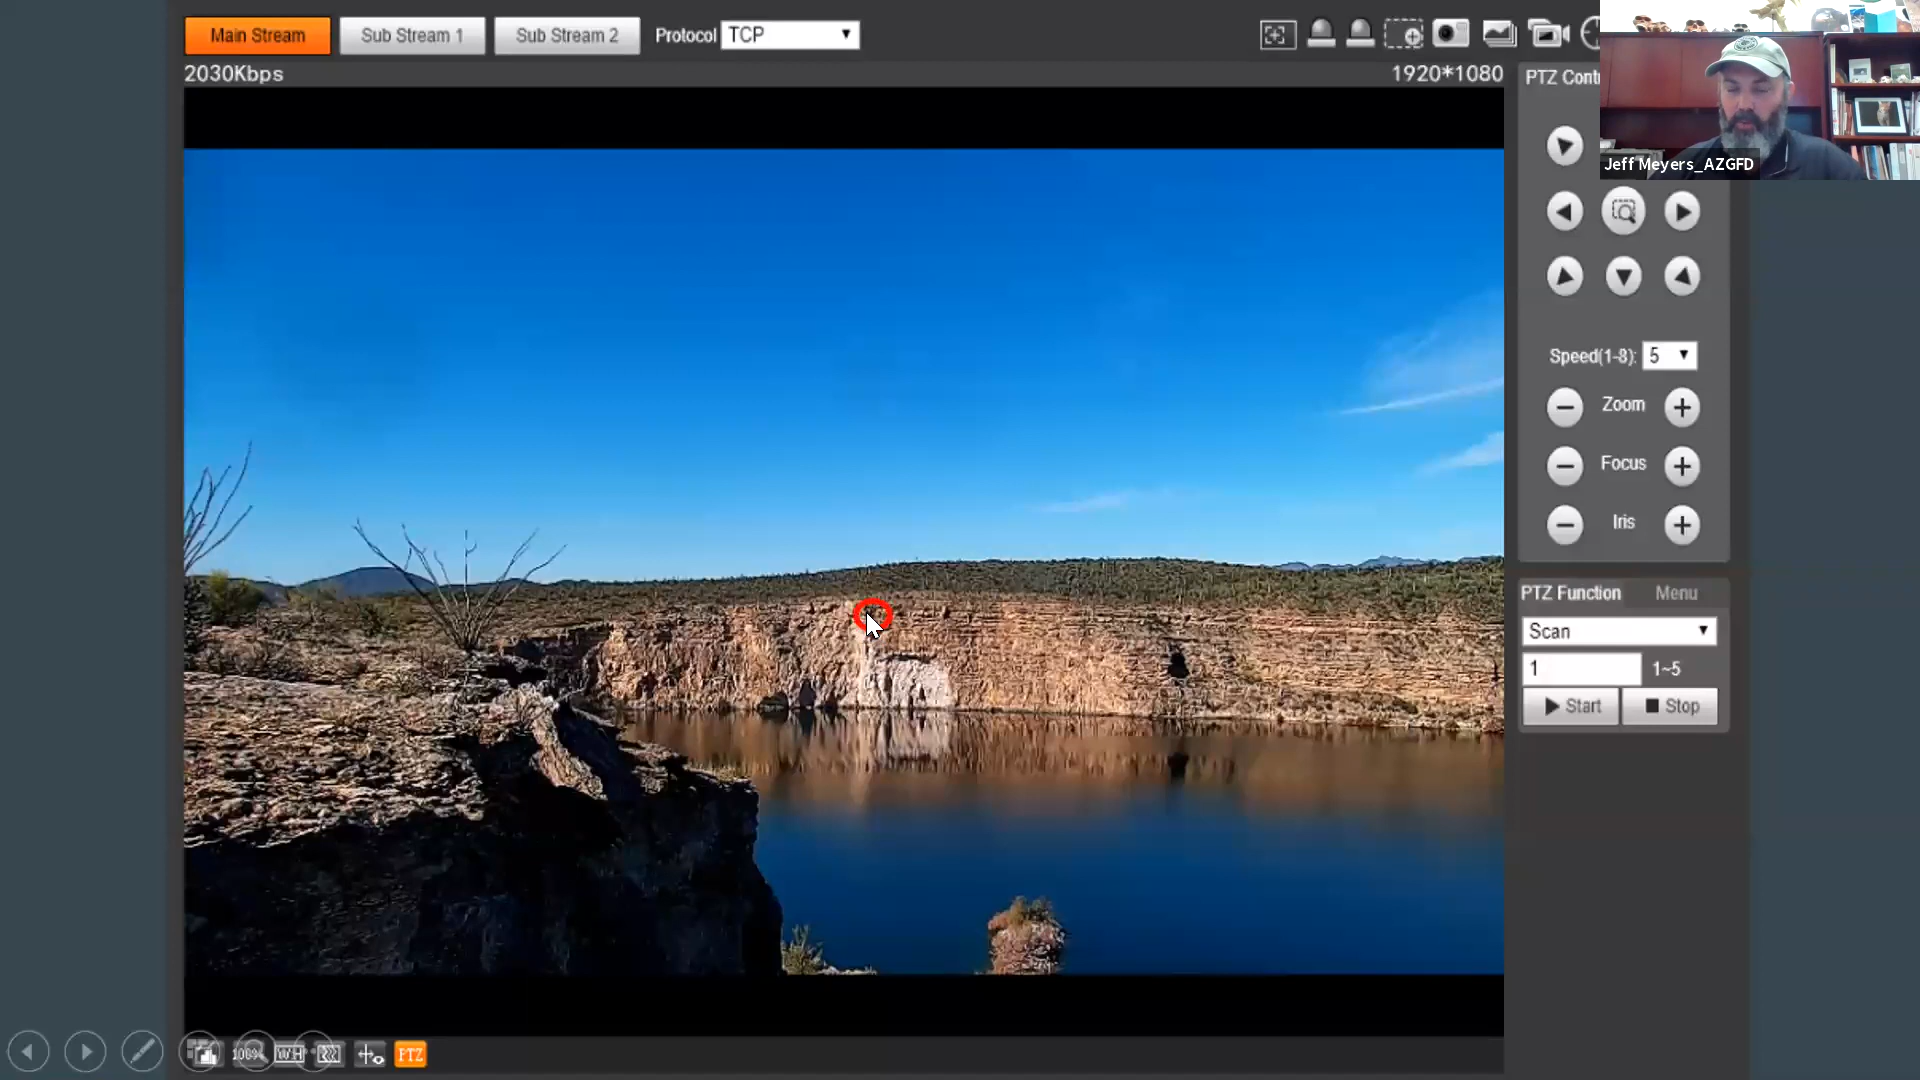 Main Stream
Sub Stream 1
Sub Stream 2
Protocol
TCP
2030Kbps
1920*1080
PTZ Cont
Jeff Meyers_AZGFD
Speed(1-8):
5
Zoom
Focus
Iris
PTZ Function
Menu
Scan
1
1~5
Start
Stop
100%
W:H
PTZ